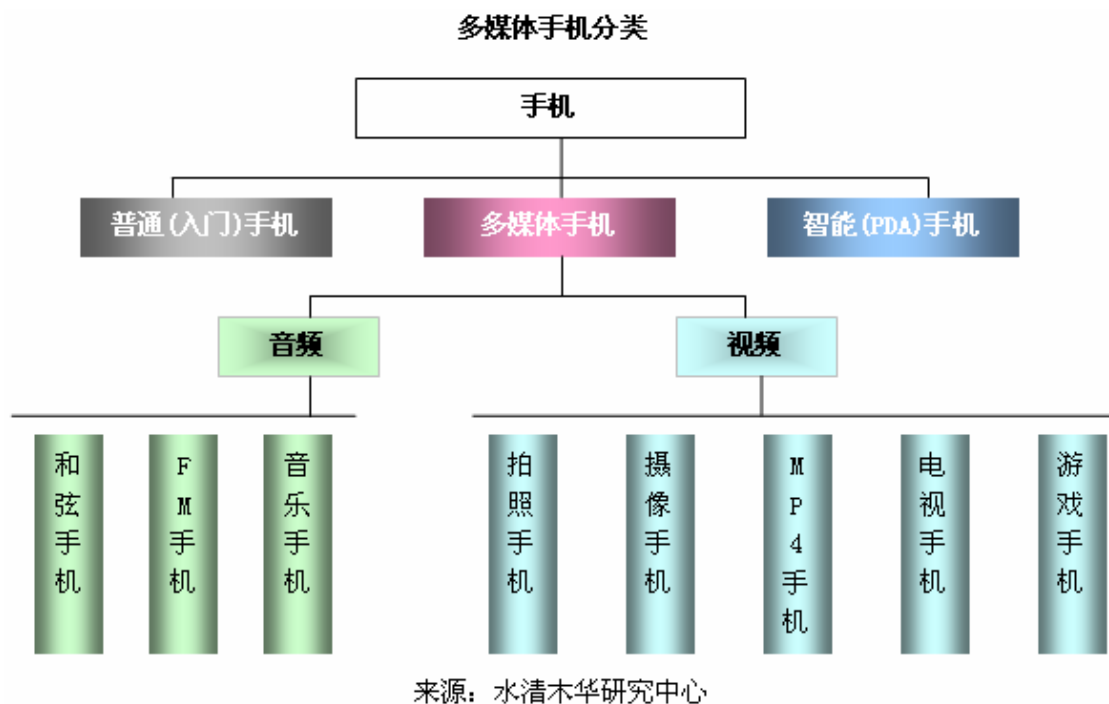 多媒体手机分类
手机
普通(入门)手机
多媒体手机
智能(PDA)手机
音频
视频
和弦手机
FM手机
音乐手机
拍照手机
摄像手机
MP4手机
电视手机
游戏手机
来源：水清木华研究中心